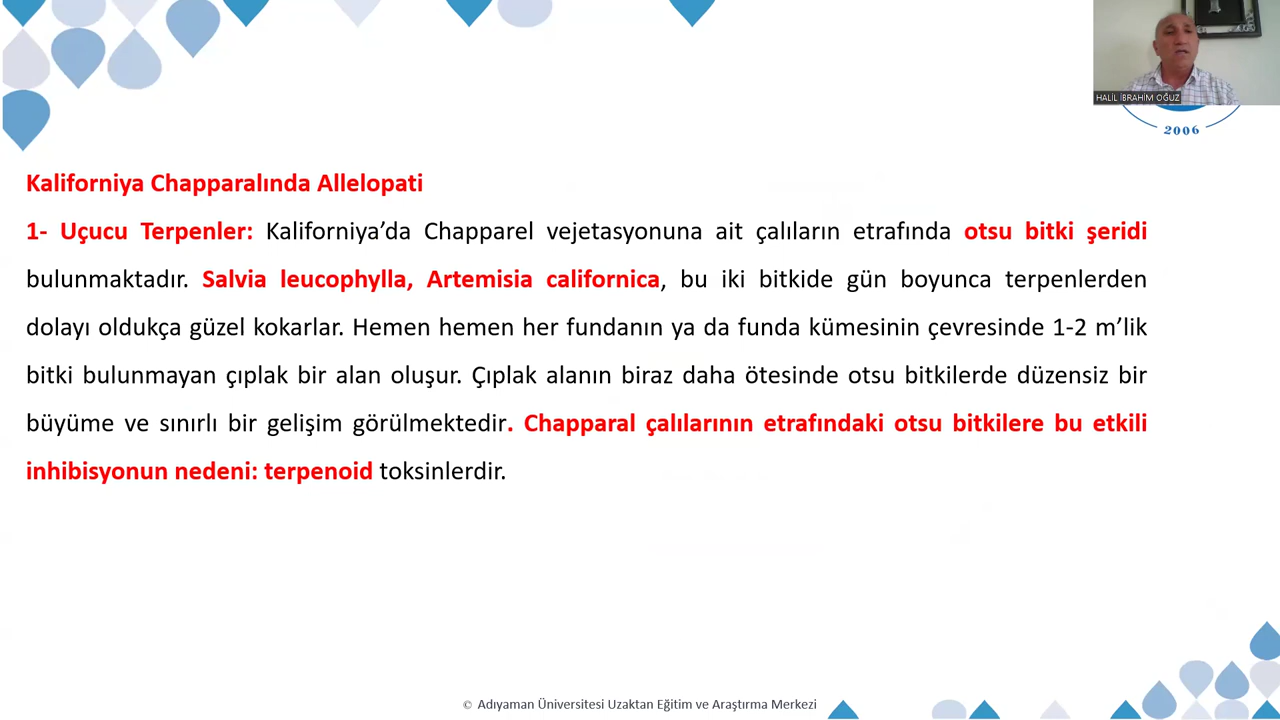 HALİL İBRAHİM OĞUZ
2006
Kaliforniya Chapparalında Allelopati
1- Uçucu Terpenler: Kaliforniya’da Chapparel vejetasyonuna ait çalıların etrafında otsu bitki şeridi
bulunmaktadır. Salvia leucophylla, Artemisia californica, bu iki bitkide gün boyunca terpenlerden
dolayı oldukça güzel kokarlar. Hemen hemen her fundanın ya da funda kümesinin çevresinde 1-2 m’lik
bitki bulunmayan çıplak bir alan oluşur. Çıplak alanın biraz daha ötesinde otsu bitkilerde düzensiz bir
büyüme ve sınırlı bir gelişim görülmektedir. Chapparal çalılarının etrafındaki otsu bitkilere bu etkili
inhibisyonun nedeni: terpenoid toksinlerdir.
© Adıyaman Üniversitesi Uzaktan Eğitim ve Araştırma Merkezi